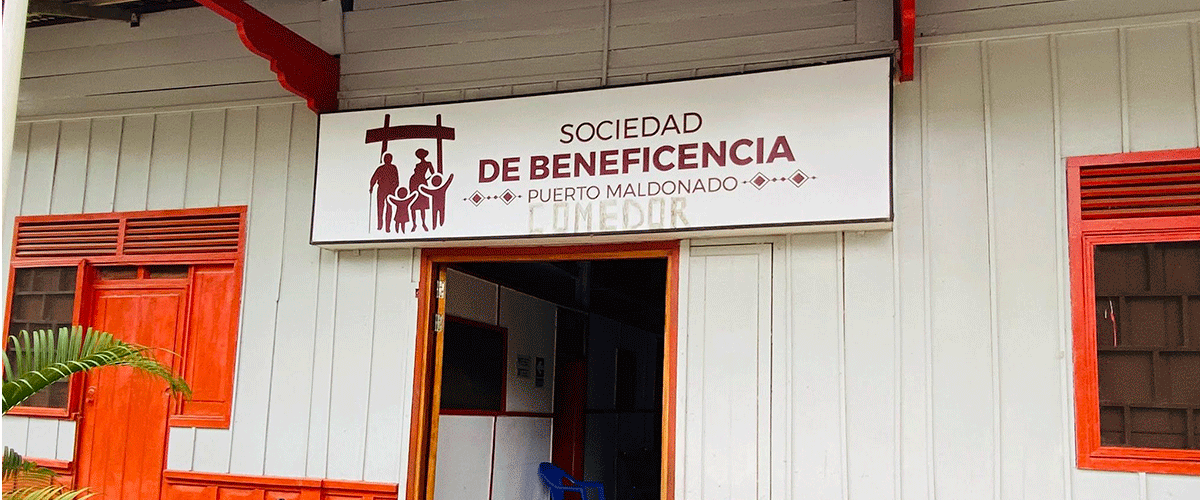 SOCIEDAD
DE BENEFICENCIA
PUERTO MALDONADO
COMEDOR